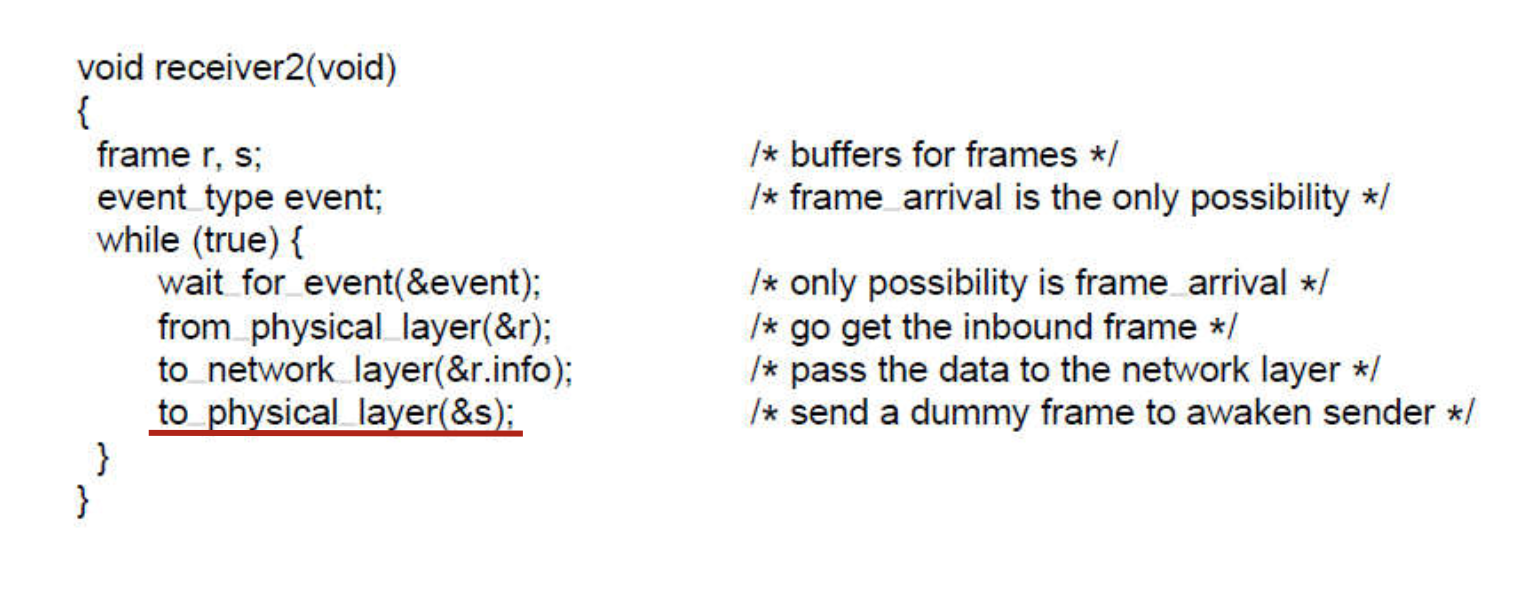 void receiver2(void)
{
frame r, s; /* buffers for frames */
event_type event; /* frame_arrival is the only possibility */
while (true) {
wait_for_event(&event); /* only possibility is frame_arrival */
from_physical_layer(&r); /* go get the inbound frame */
to_network_layer(&r.info); /* pass the data to the network layer */
to_physical_layer(&s); /* send a dummy frame to awaken sender */
}
}